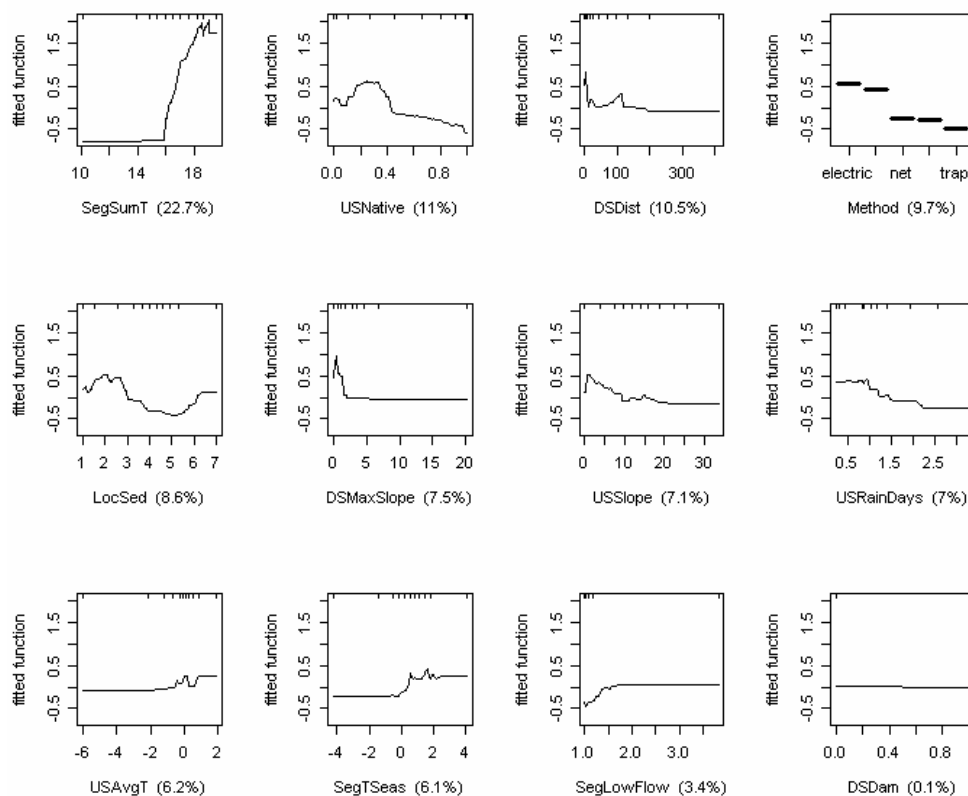 fitted function
-0.5 0.5 1.5
10 14 18
SegSumT (22.7%)
fitted function
-0.5 0.5 1.5
0.0 0.4 0.8
USNative (11%)
fitted function
-0.5 0.5 1.5
0 100 300
DSDist (10.5%)
fitted function
-0.5 0.5 1.5
electric net trap
Method (9.7%)
fitted function
-0.5 0.5 1.5
1 2 3 4 5 6 7
LocSed (8.6%)
fitted function
-0.5 0.5 1.5
0 5 10 15 20
DSMaxSlope (7.5%)
fitted function
-0.5 0.5 1.5
0 10 20 30
USSlope (7.1%)
fitted function
-0.5 0.5 1.5
0.5 1.5 2.5
USRainDays (7%)
fitted function
-0.5 0.5 1.5
-6 -4 -2 0 2
USAvgT (6.2%)
fitted function
-0.5 0.5 1.5
-4 -2 0 2 4
SegTSeas (6.1%)
fitted function
-0.5 0.5 1.5
1.0 2.0 3.0
SegLowFlow (3.4%)
fitted function
-0.5 0.5 1.5
0.0 0.4 0.8
DSDam (0.1%)